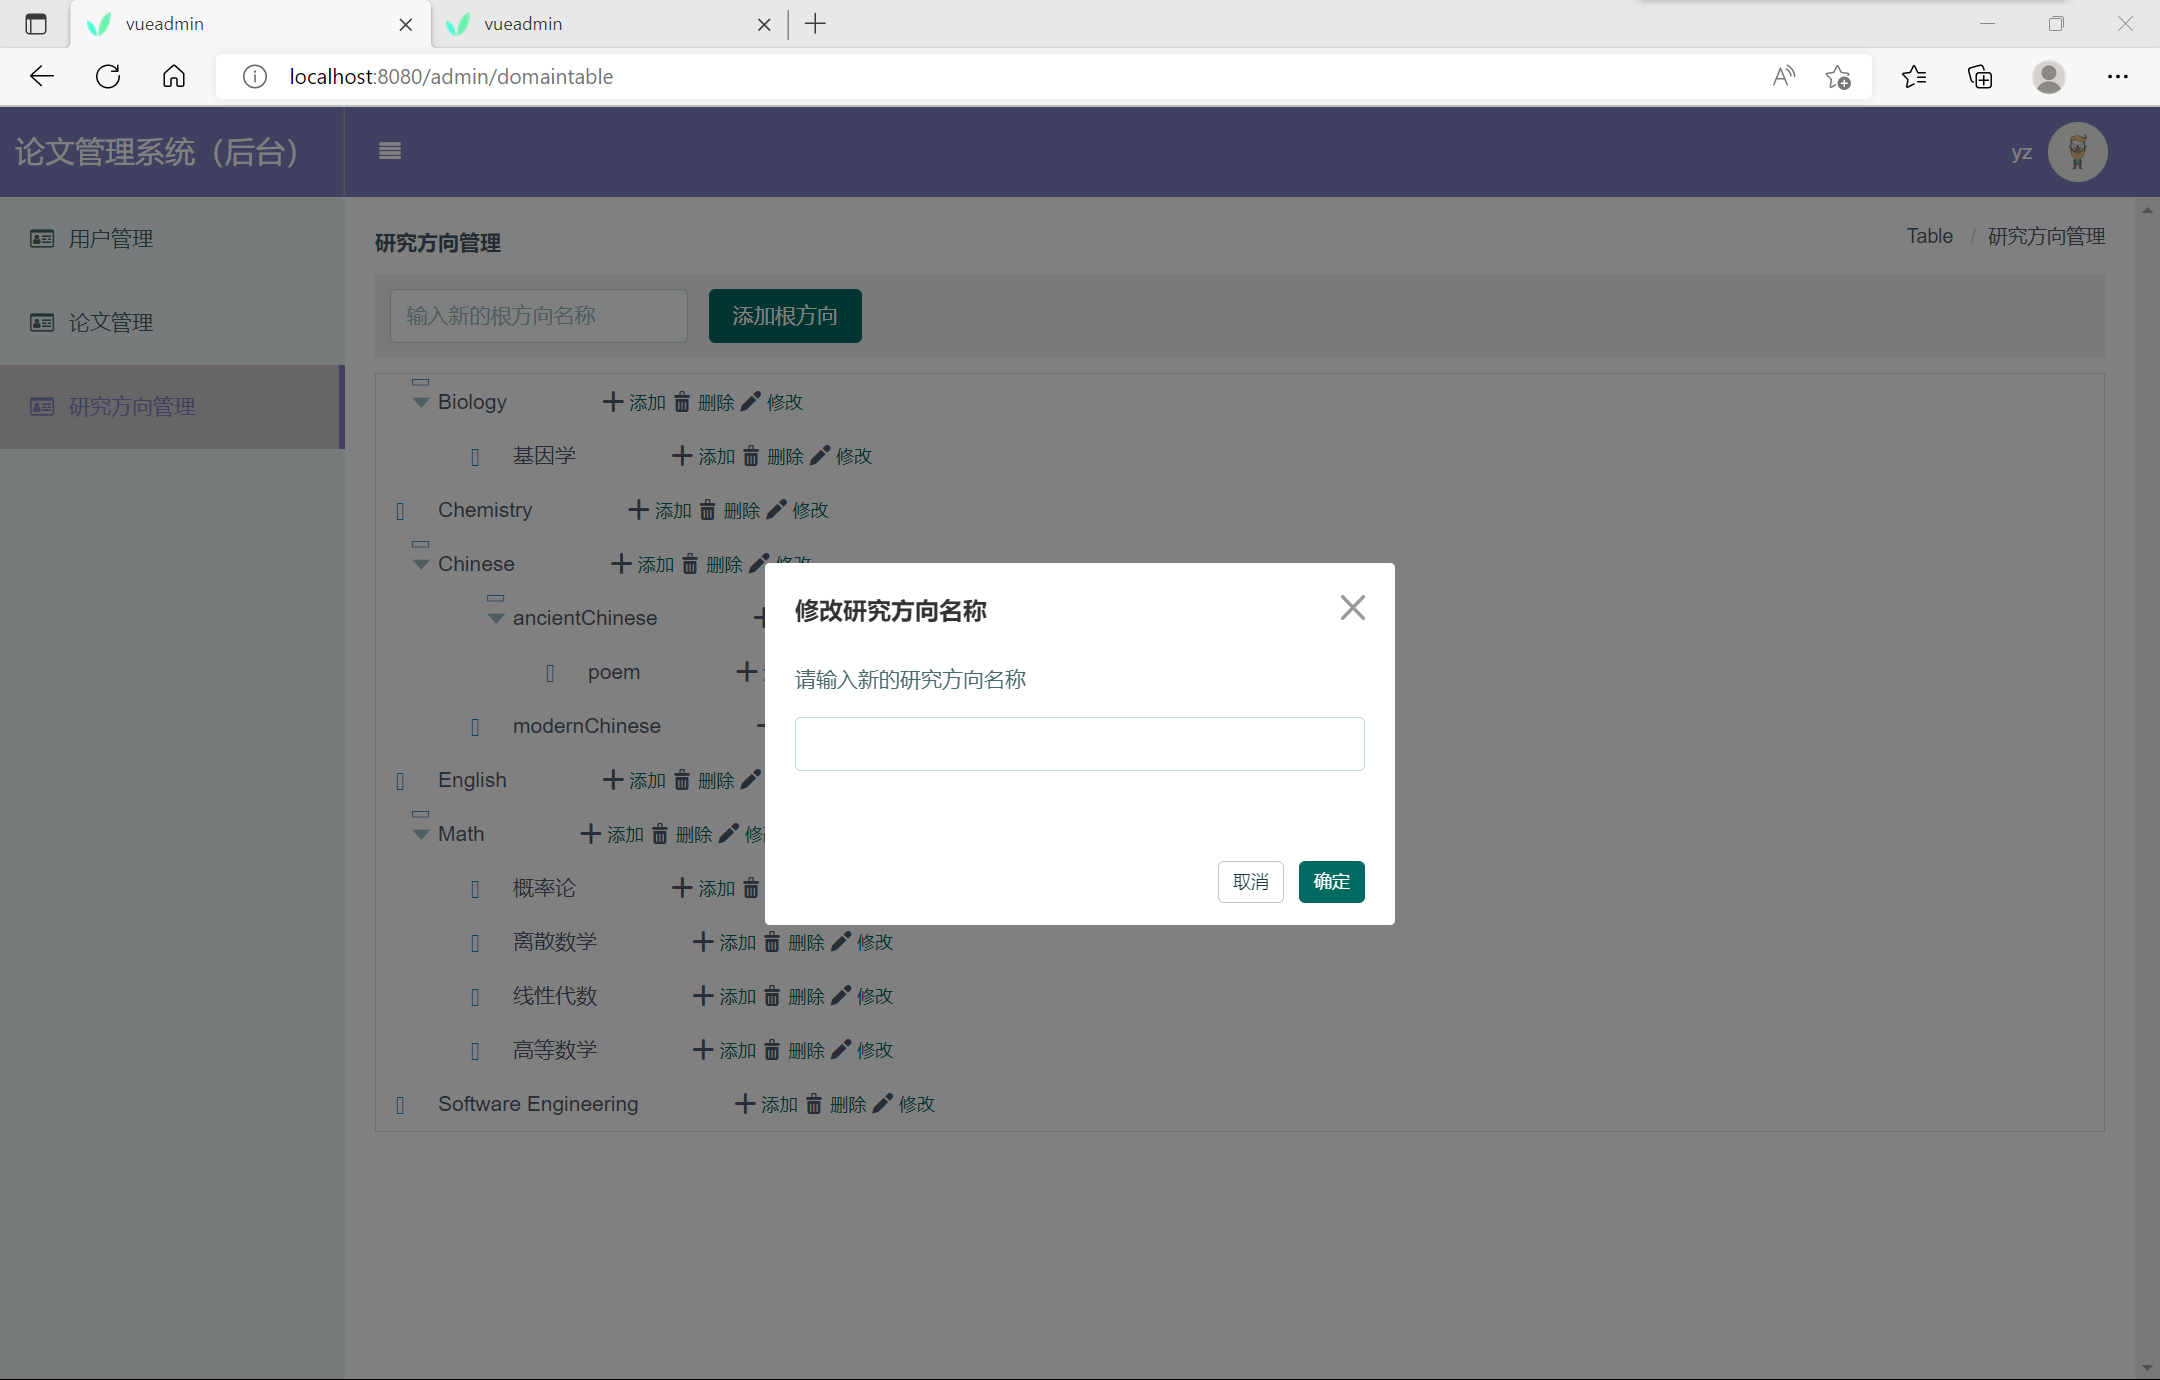 vueadmin
vueadmin
localhost:8080/admin/domaintable
论文管理系统（后台）
yz
用户管理
论文管理
研究方向管理
研究方向管理
Table / 研究方向管理
输入新的根方向名称
添加根方向
Biology 添加 删除 修改
基因学 添加 删除 修改
Chemistry 添加 删除 修改
Chinese 添加 删除 修改
ancientChinese
poem
modernChinese
English 添加 删除
Math 添加 删除 修改
概率论 添加
离散数学 添加 删除 修改
线性代数 添加 删除 修改
高等数学 添加 删除 修改
Software Engineering 添加 删除 修改
修改研究方向名称
请输入新的研究方向名称
取消
确定